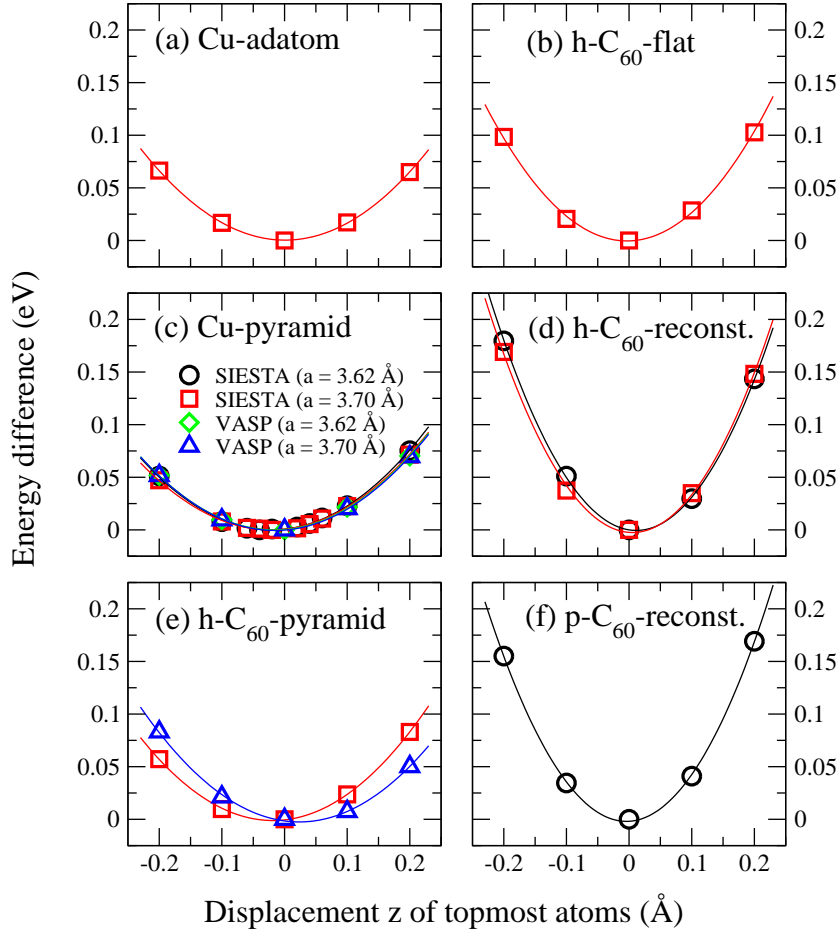 (a) Cu-adatom
(b) h-C60-flat
0.2
0.15
0.1
0.05
0
0.2
0.15
0.1
0.05
0
(c) Cu-pyramid
SIESTA (a = 3.62 Å)
SIESTA (a = 3.70 Å)
VASP (a = 3.62 Å)
VASP (a = 3.70 Å)
(d) h-C60-reconst.
0.2
0.15
0.1
0.05
0
0.2
0.15
0.1
0.05
0
Energy difference (eV)
(e) h-C60-pyramid
(f) p-C60-reconst.
0.2
0.15
0.1
0.05
0
0.2
0.15
0.1
0.05
0
-0.2 -0.1 0 0.1 0.2
-0.2 -0.1 0 0.1 0.2
Displacement z of topmost atoms (Å)